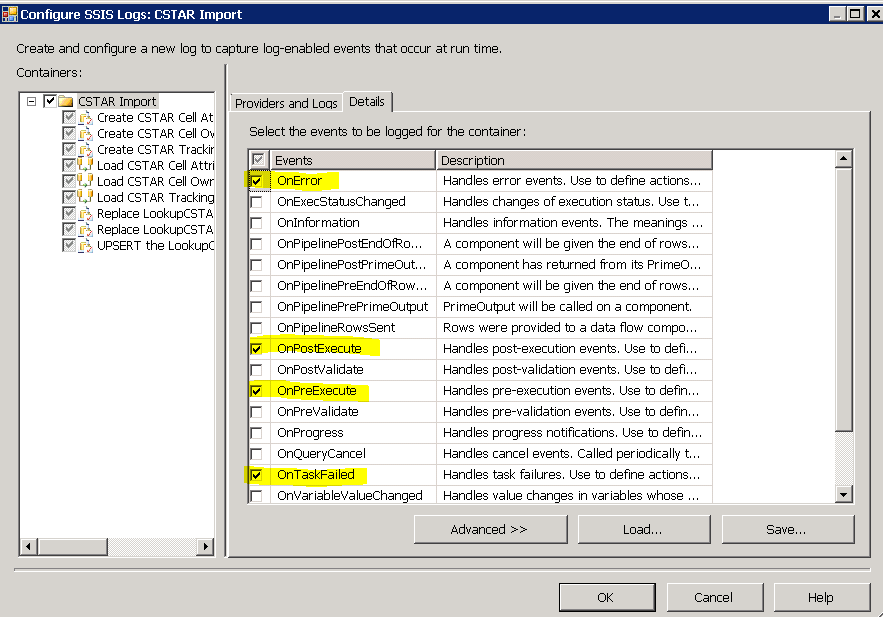 Configure SSIS Logs: CSTAR Import
Create and configure a new log to capture log-enabled events that occur at run time.
Containers:
CSTAR Import
Create CSTAR Cell At
Create CSTAR Cell Ov
Create CSTAR Trackin
Load CSTAR Cell Attri
Load CSTAR Cell Owr
Load CSTAR Tracking
Replace LookupCSTA
Replace LookupCSTA
UPSERT the LookupC
Providers and Logs
Details
Select the events to be logged for the container:
Events Description
OnError Handles error events. Use to define actions...
OnExecStatusChanged Handles changes of execution status. Use t...
OnInformation Handles information events. The meanings ...
OnPipelinePostEndOfRo... A component will be given the end of rows...
OnPipelinePostPrimeOut... A component has returned from its PrimeO...
OnPipelinePreEndOfRow... A component will be given the end of rows...
OnPipelinePrePrimeOutput PrimeOutput will be called on a component.
OnPipelineRowsSent Rows were provided to a data flow compo...
OnPostExecute Handles post-execution events. Use to defi...
OnPostValidate Handles post-validation events. Use to defi...
OnPreExecute Handles pre-execution events. Use to defin...
OnPreValidate Handles pre-validation events. Use to defin...
OnProgress Handles progress notifications. Use to defin...
OnQueryCancel Handles cancel events. Called periodically t...
OnTaskFailed Handles task failures. Use to define actions...
OnVariableValueChanged Handles value changes in variables whose ...
Advanced >> Load... Save...
OK Cancel Help